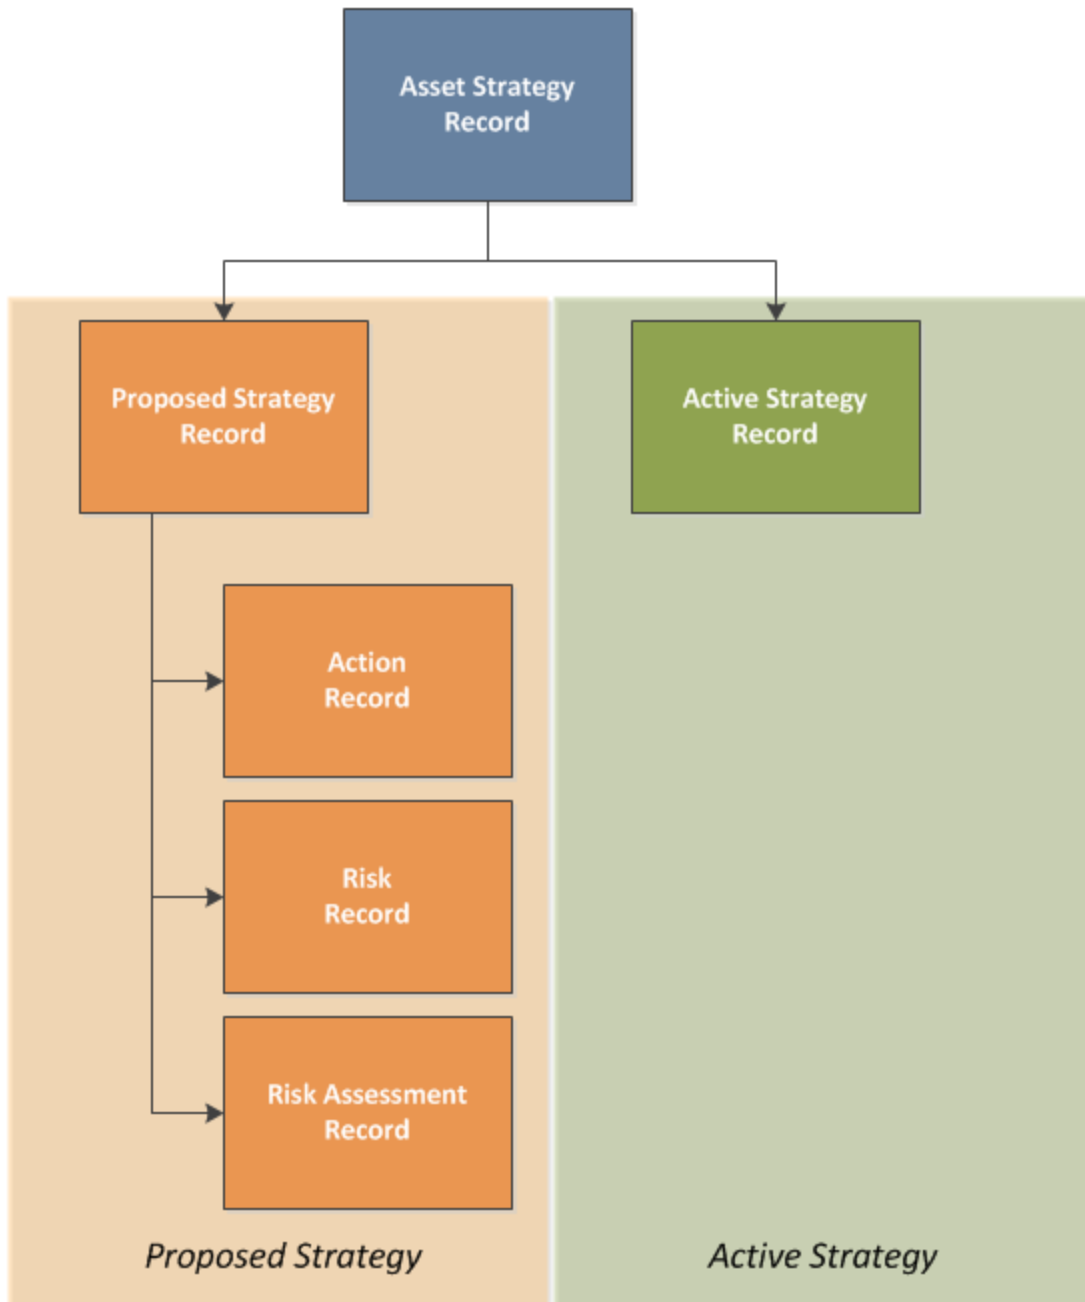 Asset Strategy
Record
Proposed Strategy
Record
Active Strategy
Record
Action
Record
Risk
Record
Risk Assessment
Record
Proposed Strategy
Active Strategy